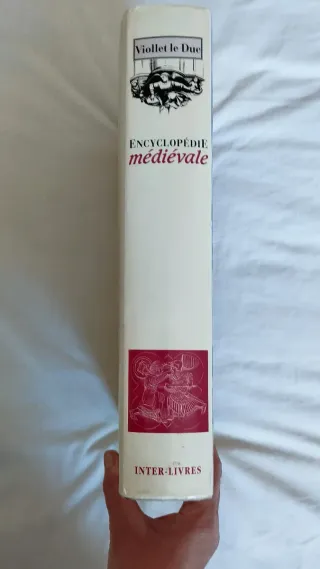 Viollet le Duc
ENCYCLOPÉDIE
médiévale
INTER-LIVRES